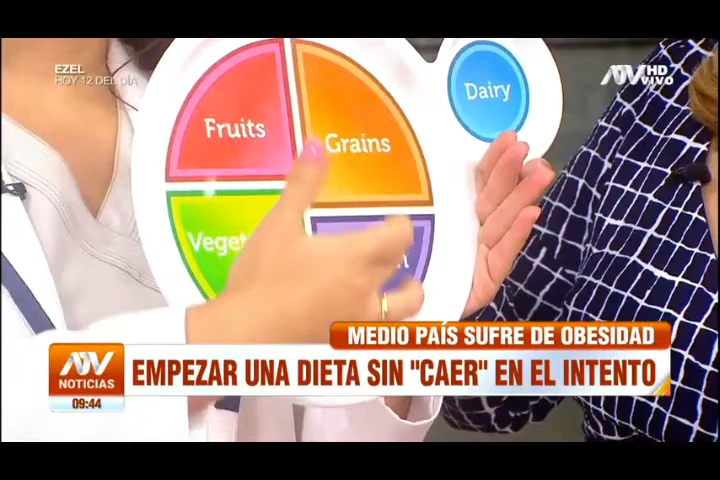 EZEL
HOY 12 DEL DÍA
ATV HD
VIVO
Fruits
Grains
Dairy
MEDIO PAÍS SUFRE DE OBESIDAD
ATV
NOTICIAS
EMPEZAR UNA DIETA SIN "CAER" EN EL INTENTO
09:44